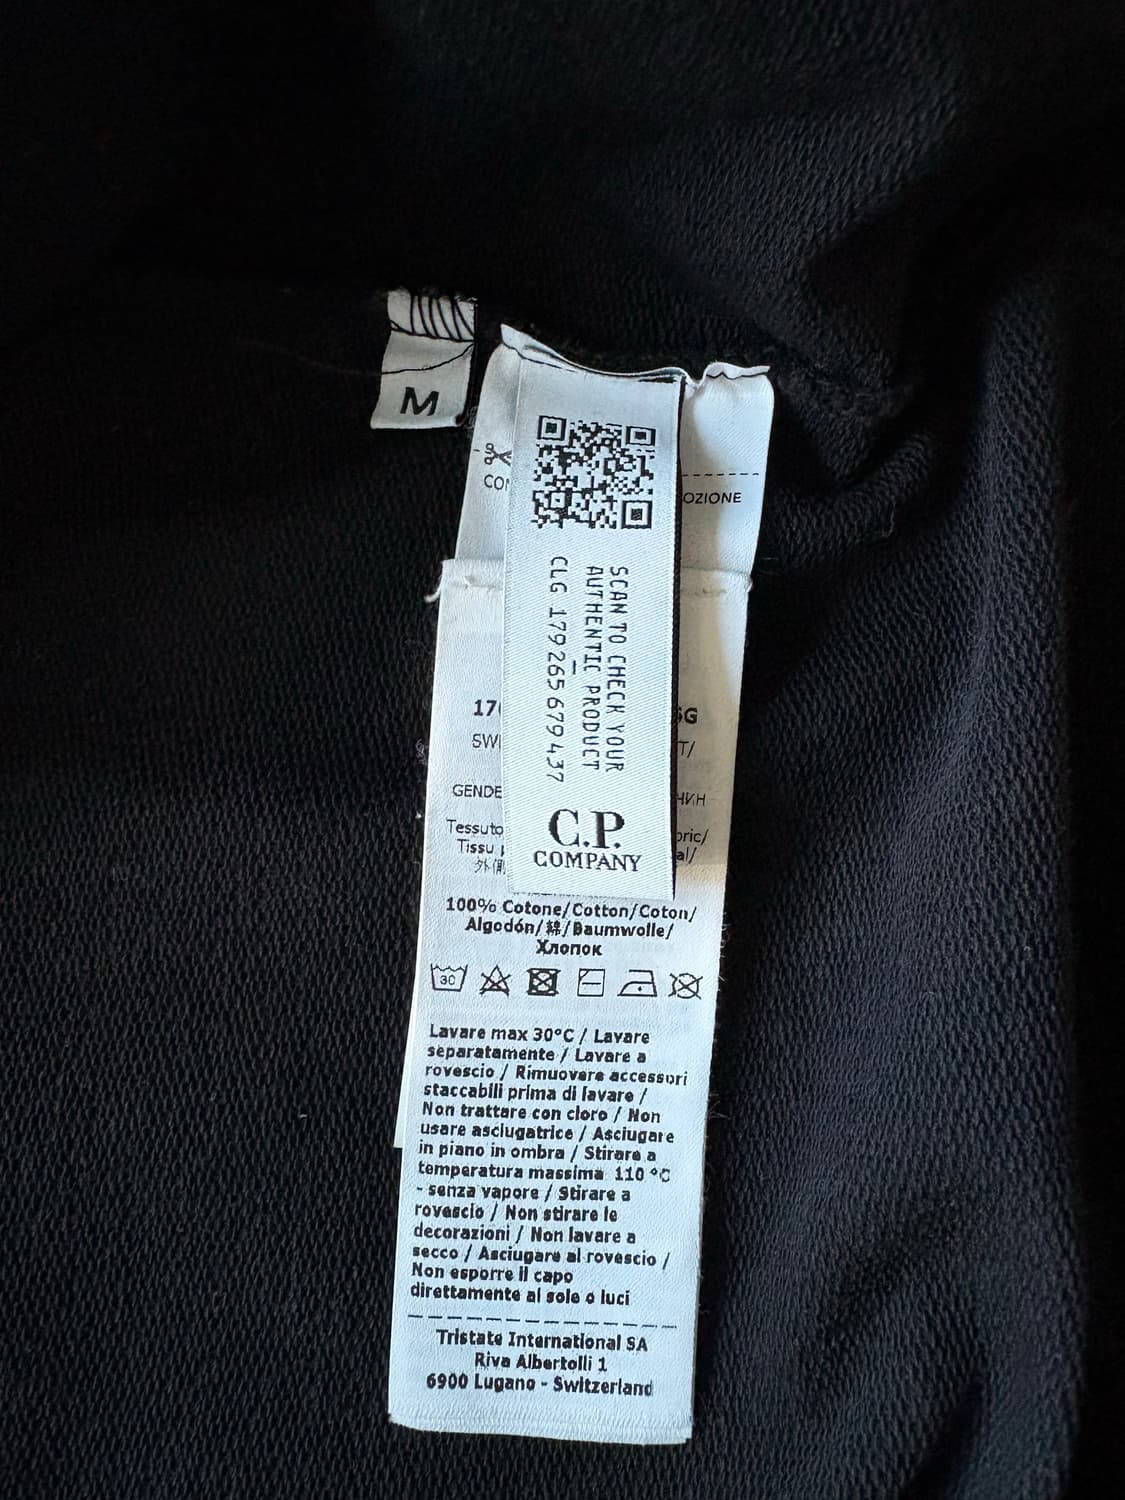 M
OZIONE
SCAN TO CHECK YOUR
AUTHENTIC PRODUCT
CLG 179265679437
C.P.
COMPANY
GENDE
Tessuto
Tissu
100% Cotone/Cotton/Coton/
Algodón/綿/Baumwolle/
Хлопок
30
Lavare max 30°C / Lavare
separatamente / Lavare a
rovescio / Rimuovere accessori
staccabili prima di lavare /
Non trattare con cloro / Non
usare asciugatrice / Asciugare
in piano in ombra / Stirare a
temperatura massima 110 °C
- senza vapore / Stirare a
rovescio / Non stirare le
decorazioni / Non lavare a
secco / Asciugare al rovescio /
Non esporre il capo
direttamente al sole o luci
Tristate International SA
Riva Albertolli 1
6900 Lugano - Switzerland